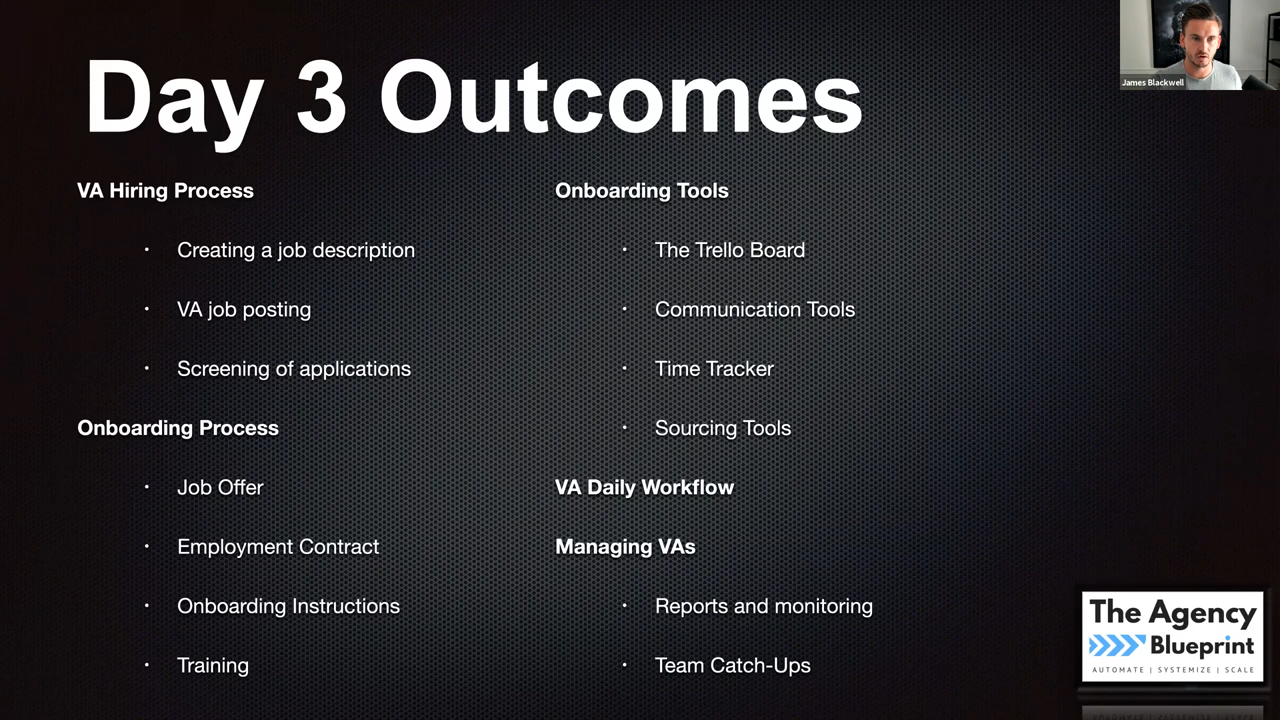 James Blackwell
Day 3 Outcomes
VA Hiring Process
• Creating a job description
• VA job posting
• Screening of applications
Onboarding Process
• Job Offer
• Employment Contract
• Onboarding Instructions
• Training
Onboarding Tools
• The Trello Board
• Communication Tools
• Time Tracker
• Sourcing Tools
VA Daily Workflow
Managing VAs
• Reports and monitoring
• Team Catch-Ups
The Agency
Blueprint
AUTOMATE | SYSTEMIZE | SCALE